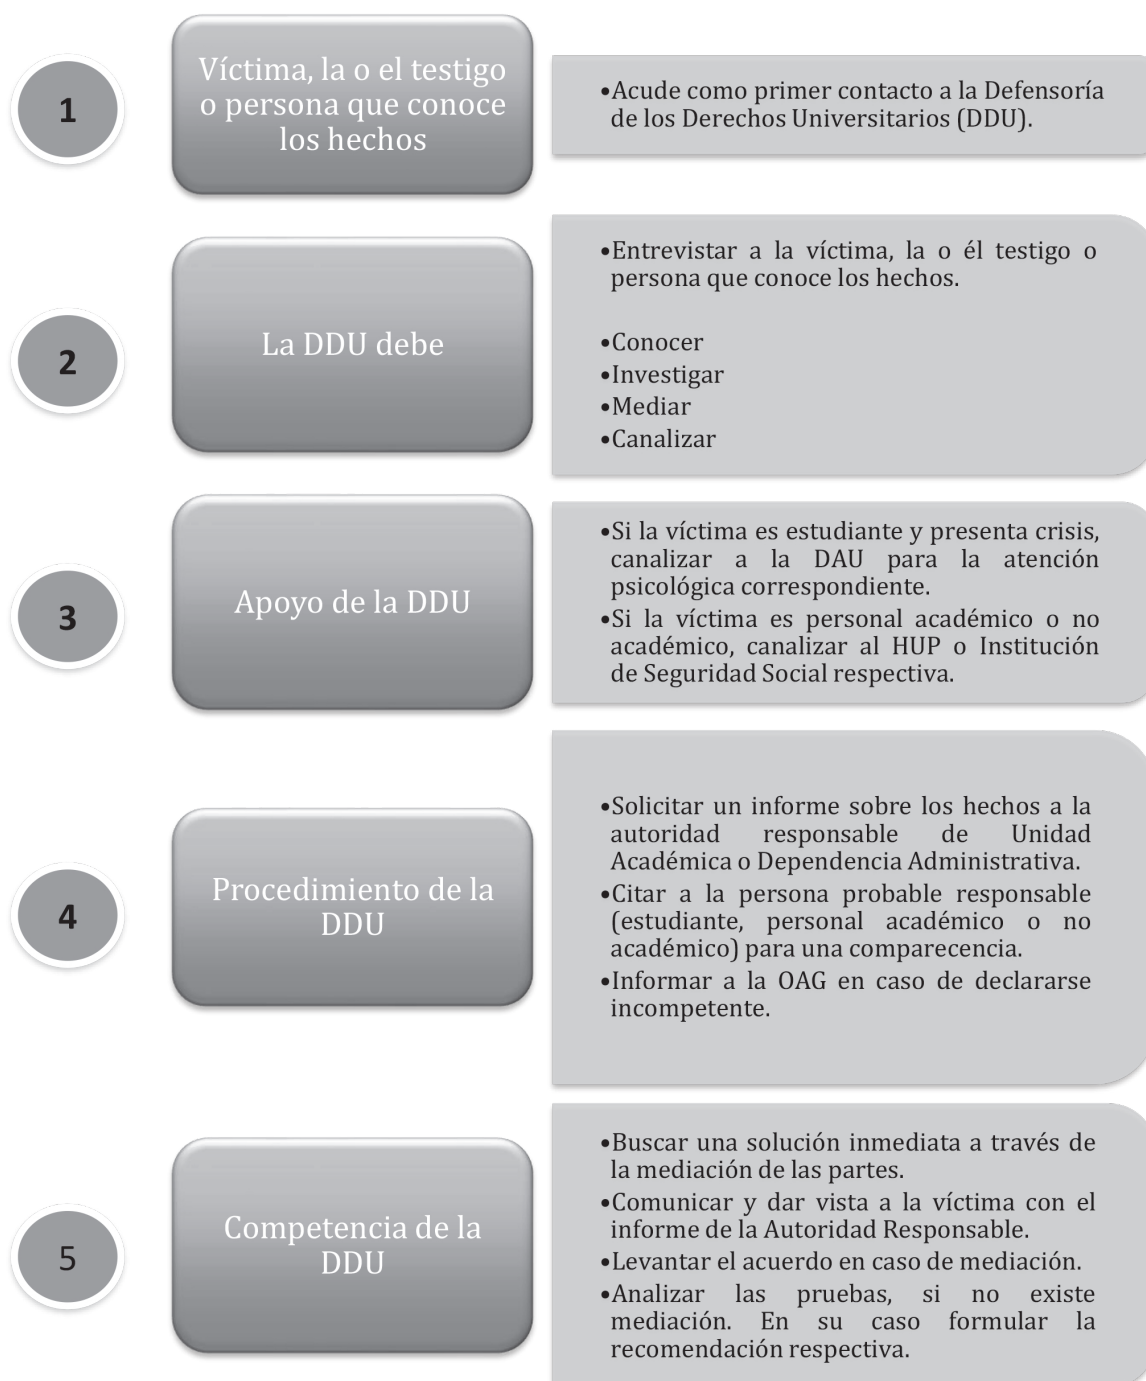 1
Víctima, la o el testigo
o persona que conoce
los hechos
•Acude como primer contacto a la Defensoría
de los Derechos Universitarios (DDU).
2
La DDU debe
•Entrevistar a la víctima, la o él testigo o
persona que conoce los hechos.
•Conocer
•Investigar
•Mediar
•Canalizar
3
Apoyo de la DDU
•Si la víctima es estudiante y presenta crisis,
canalizar a la DAU para la atención
psicológica correspondiente.
•Si la víctima es personal académico o no
académico, canalizar al HUP o Institución
de Seguridad Social respectiva.
4
Procedimiento de la
DDU
•Solicitar un informe sobre los hechos a la
autoridad responsable de Unidad
Académica o Dependencia Administrativa.
•Citar a la persona probable responsable
(estudiante, personal académico o no
académico) para una comparecencia.
•Informar a la OAG en caso de declararse
incompetente.
5
Competencia de la
DDU
•Buscar una solución inmediata a través de
la mediación de las partes.
•Comunicar y dar vista a la víctima con el
informe de la Autoridad Responsable.
•Levantar el acuerdo en caso de mediación.
•Analizar las pruebas, si no existe
mediación. En su caso formular la
recomendación respectiva.